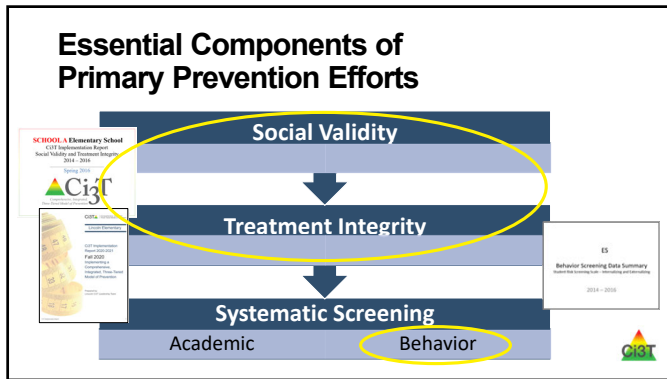 Essential Components of
Primary Prevention Efforts
Social Validity
Treatment Integrity
Systematic Screening
Academic
Behavior
SCHOOL A Elementary School
Ci3T Implementation Report
Social Validity and Treatment Integrity
2014 – 2016
Spring 2016
Ci3T
Lincoln Elementary
Ci3T Implementation
Report 2020-2021
Fall 2020
Implementing a
Comprehensive
Integrated, Three-Tiered
Model of Prevention
ES
Behavior Screening Data Summary
Student Risk Screening Scale – Internalizing and Externalizing
2014 – 2016
Ci3T